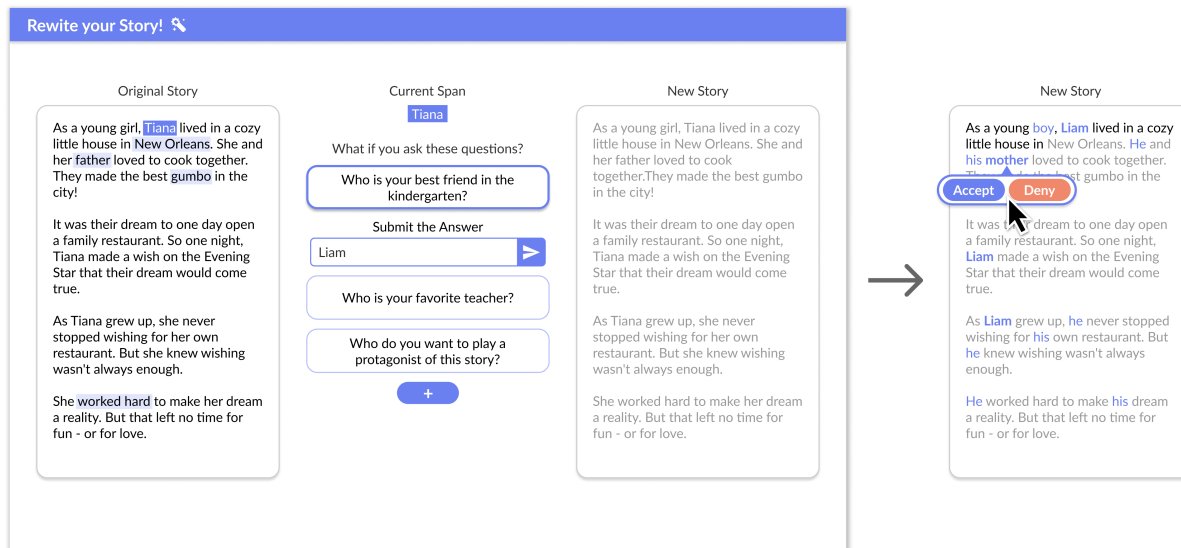 Rewite your Story!
Original Story
As a young girl, Tiana lived in a cozy
little house in New Orleans. She and
her father loved to cook together.
They made the best gumbo in the
city!
It was their dream to one day open
a family restaurant. So one night,
Tiana made a wish on the Evening
Star that their dream would come
true.
As Tiana grew up, she never
stopped wishing for her own
restaurant. But she knew wishing
wasn't always enough.
She worked hard to make her dream
a reality. But that left no time for
fun - or for love.
Current Span
Tiana
What if you ask these questions?
Who is your best friend in the
kindergarten?
Submit the Answer
Liam
Who is your favorite teacher?
Who do you want to play a
protagonist of this story?
+
New Story
As a young girl, Tiana lived in a cozy
little house in New Orleans. She and
her father loved to cook
together.They made the best gumbo
in the city!
It was their dream to one day open
a family restaurant. So one night,
Tiana made a wish on the Evening
Star that their dream would come
true.
As Tiana grew up, she never
stopped wishing for her own
restaurant. But she knew wishing
wasn't always enough.
She worked hard to make her dream
a reality. But that left no time for
fun - or for love.
New Story
As a young boy, Liam lived in a cozy
little house in New Orleans. He and
his mother loved to cook together.
They made the best gumbo in the
Accept
Deny
It was their dream to one day open
a family restaurant. So one night,
Liam made a wish on the Evening
Star that their dream would come
true.
As Liam grew up, he never stopped
wishing for his own restaurant. But
he knew wishing wasn't always
enough.
He worked hard to make his dream
a reality. But that left no time for
fun - or for love.